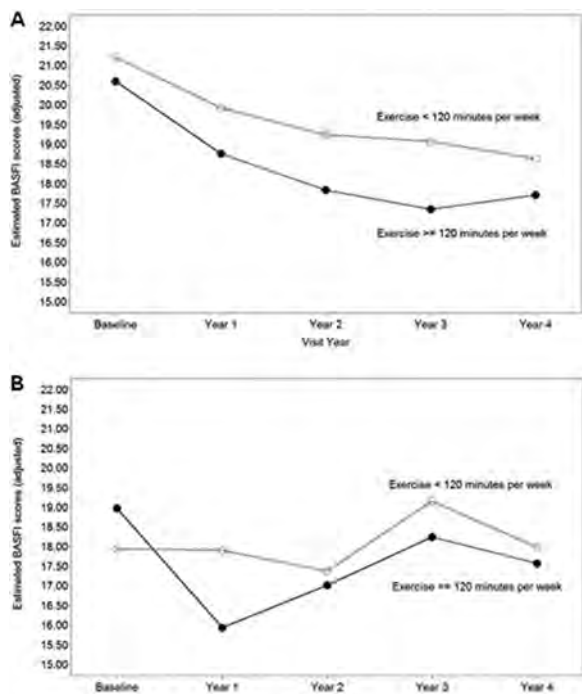 A
Estimated BASFI scores (adjusted)
22.00
21.50
21.00
20.50
20.00
19.50
19.00
18.50
18.00
17.50
17.00
16.50
16.00
15.50
15.00
Exercise < 120 minutes per week
Exercise >= 120 minutes per week
Baseline Year 1 Year 2 Year 3 Year 4
Visit Year
B
Estimated BASFI scores (adjusted)
22.00
21.50
21.00
20.50
20.00
19.50
19.00
18.50
18.00
17.50
17.00
16.50
16.00
15.50
15.00
Exercise < 120 minutes per week
Exercise >= 120 minutes per week
Baseline Year 1 Year 2 Year 3 Year 4